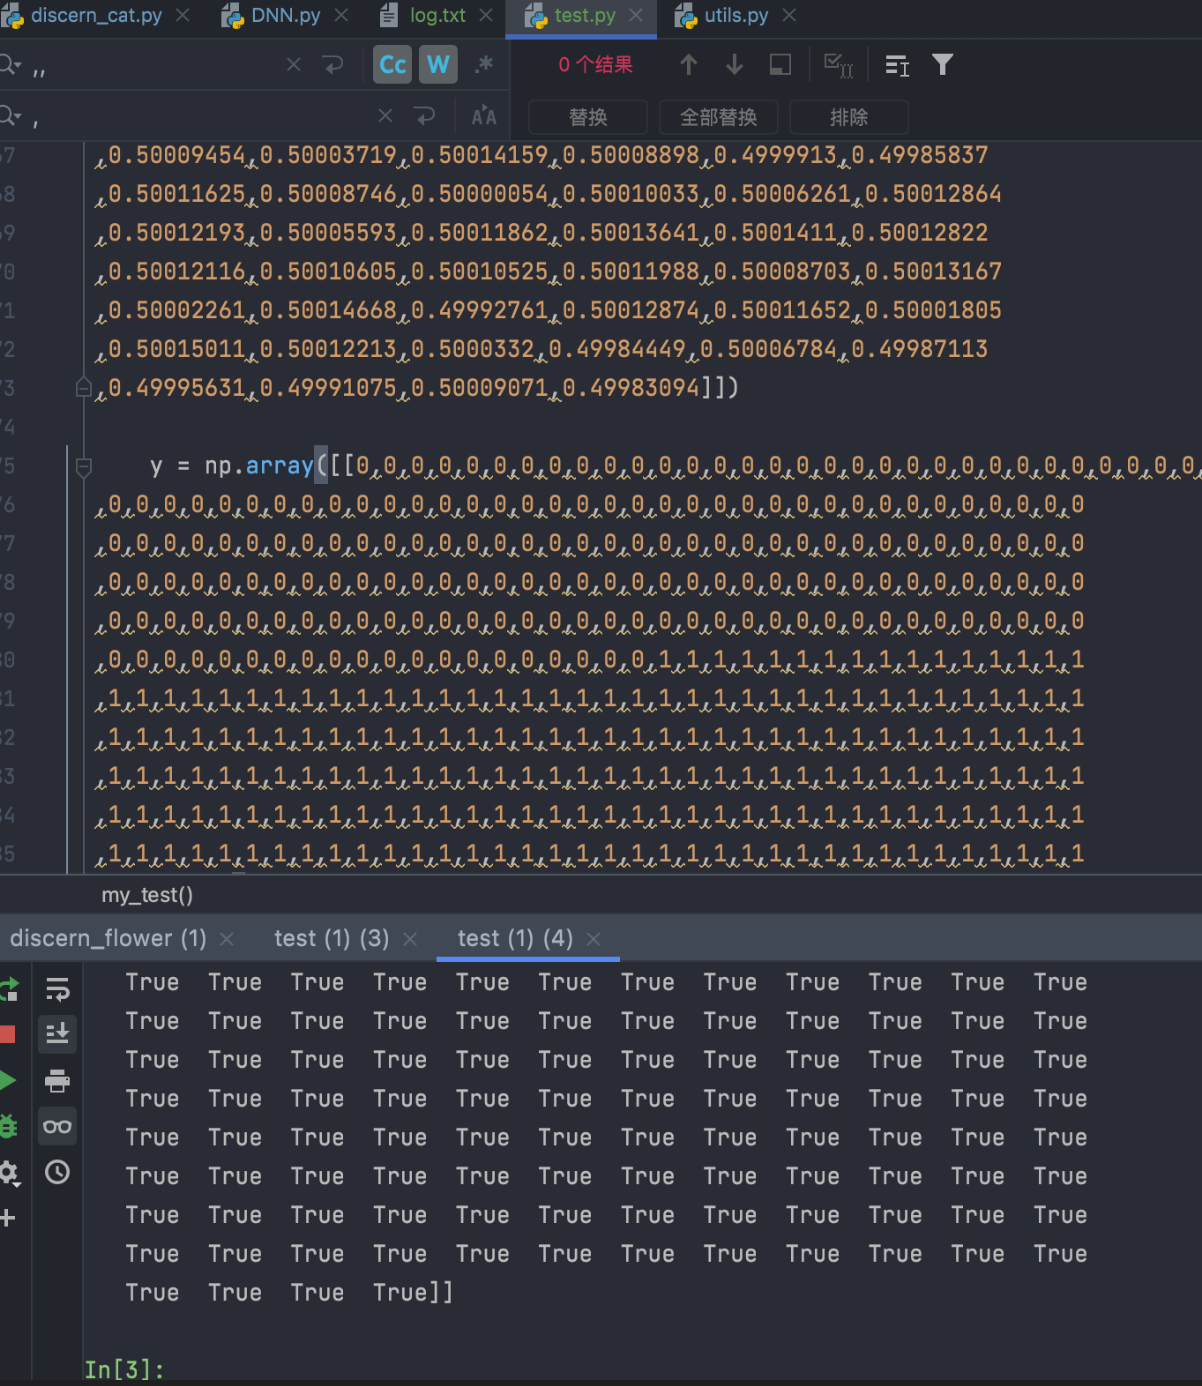 discern_cat.py DNN.py log.txt test.py utils.py
,, Cc W .* 0 个结果
, 替换 全部替换 排除
,0.50009454,0.50003719,0.50014159,0.50008898,0.4999913,0.49985837
,0.50011625,0.50008746,0.50000054,0.50010033,0.50006261,0.50012864
,0.50012193,0.50005593,0.50011862,0.50013641,0.5001411,0.50012822
,0.50012116,0.50010605,0.50010525,0.50011988,0.50008703,0.50013167
,0.50002261,0.50014668,0.49992761,0.50012874,0.50011652,0.50001805
,0.50015011,0.50012213,0.5000332,0.49984449,0.50006784,0.49987113
,0.49995631,0.49991075,0.50009071,0.49983094]])
y = np.array([[0,0,0,0,0,0,0,0,0,0,0,0,0,0,0,0,0,0,0,0,0,0,0,0,0,0,0,0,0,0,0,
,0,0,0,0,0,0,0,0,0,0,0,0,0,0,0,0,0,0,0,0,0,0,0,0,0,0,0,0,0,0,0,0,0,0,0,0
,0,0,0,0,0,0,0,0,0,0,0,0,0,0,0,0,0,0,0,0,0,0,0,0,0,0,0,0,0,0,0,0,0,0,0,0
,0,0,0,0,0,0,0,0,0,0,0,0,0,0,0,0,0,0,0,0,0,0,0,0,0,0,0,0,0,0,0,0,0,0,0,0
,0,0,0,0,0,0,0,0,0,0,0,0,0,0,0,0,0,0,0,0,0,0,0,0,0,0,0,0,0,0,0,0,0,0,0,0
,0,0,0,0,0,0,0,0,0,0,0,0,0,0,0,0,0,0,0,0,1,1,1,1,1,1,1,1,1,1,1,1,1,1,1,1
,1,1,1,1,1,1,1,1,1,1,1,1,1,1,1,1,1,1,1,1,1,1,1,1,1,1,1,1,1,1,1,1,1,1,1,1
,1,1,1,1,1,1,1,1,1,1,1,1,1,1,1,1,1,1,1,1,1,1,1,1,1,1,1,1,1,1,1,1,1,1,1,1
,1,1,1,1,1,1,1,1,1,1,1,1,1,1,1,1,1,1,1,1,1,1,1,1,1,1,1,1,1,1,1,1,1,1,1,1
,1,1,1,1,1,1,1,1,1,1,1,1,1,1,1,1,1,1,1,1,1,1,1,1,1,1,1,1,1,1,1,1,1,1,1,1
,1,1,1,1,1,1,1,1,1,1,1,1,1,1,1,1,1,1,1,1,1,1,1,1,1,1,1,1,1,1,1,1,1,1,1,1
my_test()
discern_flower (1) test (1) (3) test (1) (4)
True True True True True True True True True True True True
True True True True True True True True True True True True
True True True True True True True True True True True True
True True True True True True True True True True True True
True True True True True True True True True True True True
True True True True True True True True True True True True
True True True True True True True True True True True True
True True True True True True True True True True True True
True True True True]]
In[3]: